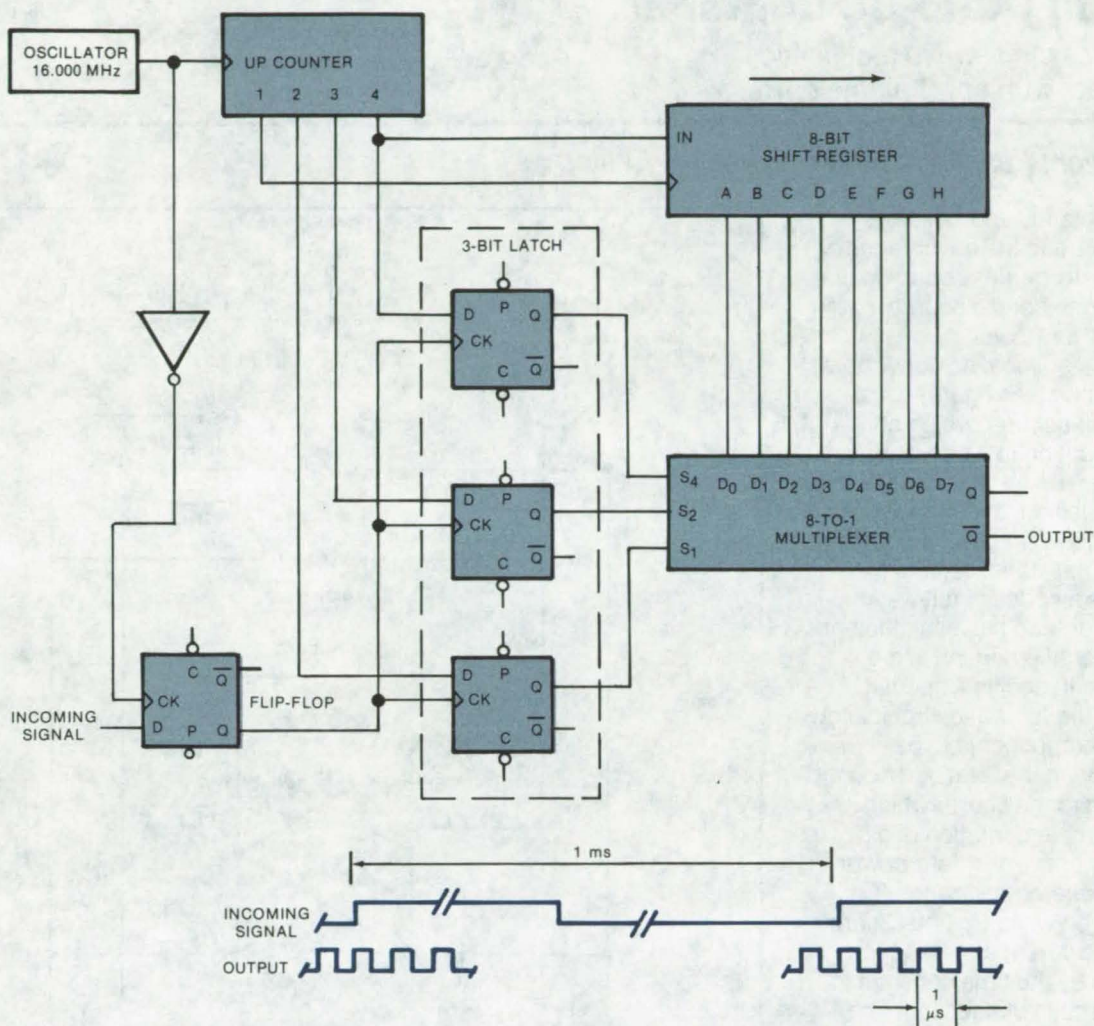 OSCILLATOR
16.000 MHz
UP COUNTER
1 2 3 4
IN
8-BIT
SHIFT REGISTER
A B C D E F G H
3-BIT LATCH
D P Q
CK
Q̅
C
D P Q
CK
Q̅
C
D P Q
CK
Q̅
C
S4 D0 D1 D2 D3 D4 D5 D6 D7 Q
S2
8-TO-1
MULTIPLEXER
S1
Q̅ OUTPUT
C Q̅
CK
D P Q
FLIP-FLOP
INCOMING
SIGNAL
1 ms
INCOMING
SIGNAL
OUTPUT
1
μs